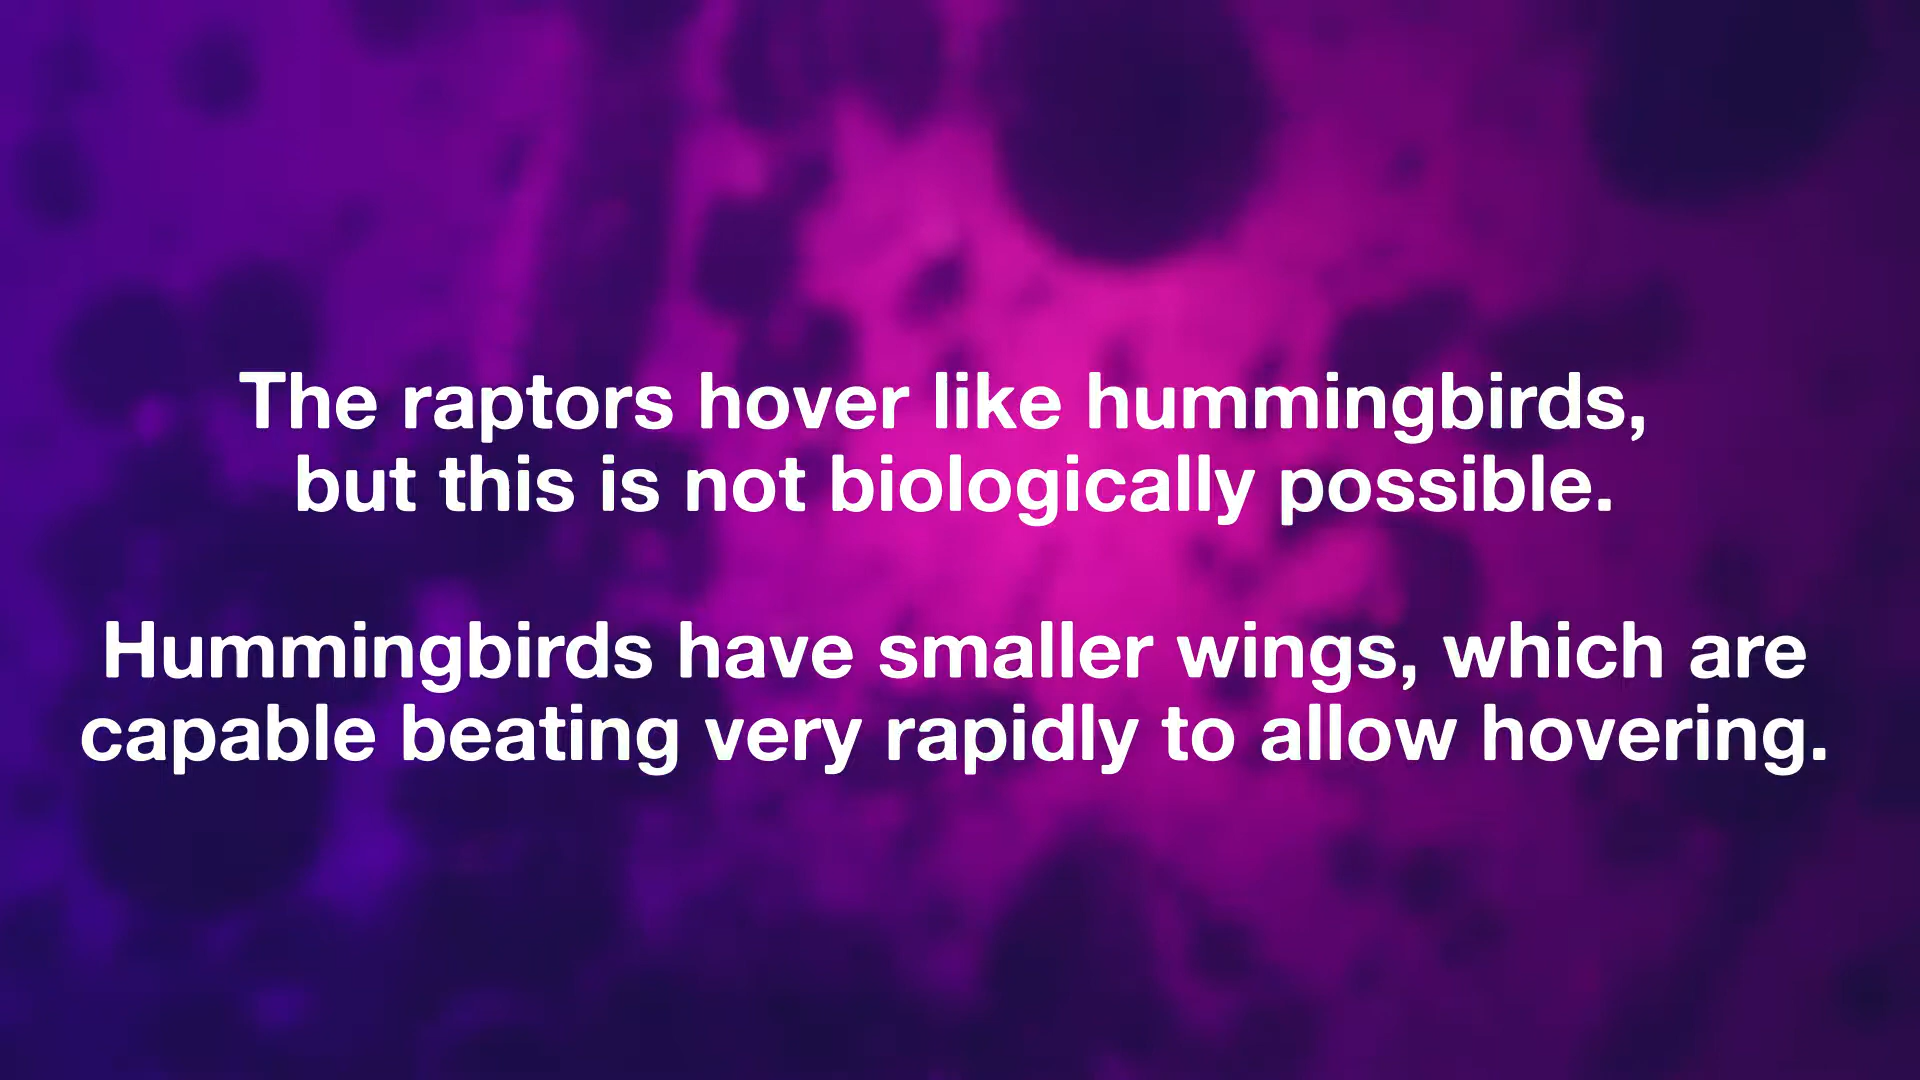 The raptors hover like hummingbirds,
but this is not biologically possible.
Hummingbirds have smaller wings, which are
capable beating very rapidly to allow hovering.